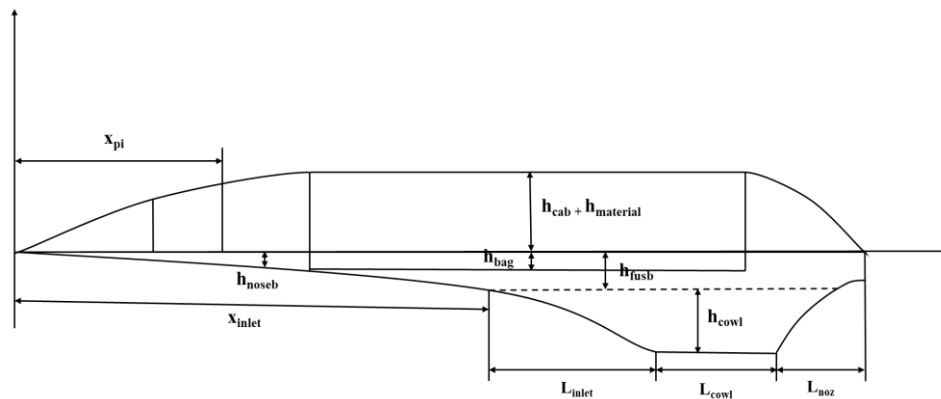 x_pi
h_cab + h_material
h_bag
h_fusb
h_noseb
x_inlet
h_cowl
L_inlet
L_cowl
L_noz